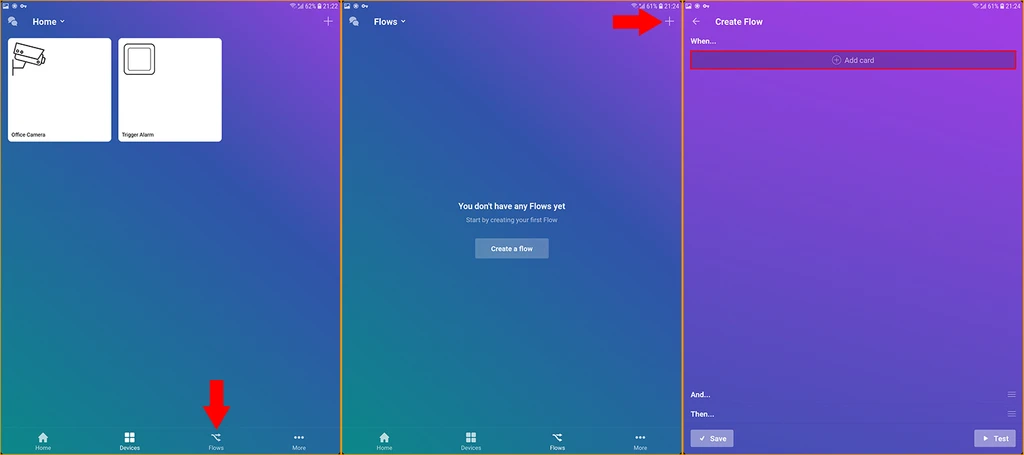 62% 21:22
Home
Office Camera
Trigger Alarm
Home
Devices
Flows
More
61% 21:24
Flows
You don't have any Flows yet
Start by creating your first Flow
Create a flow
Home
Devices
Flows
More
61% 21:24
Create Flow
When...
Add card
And...
Then...
Save
Test